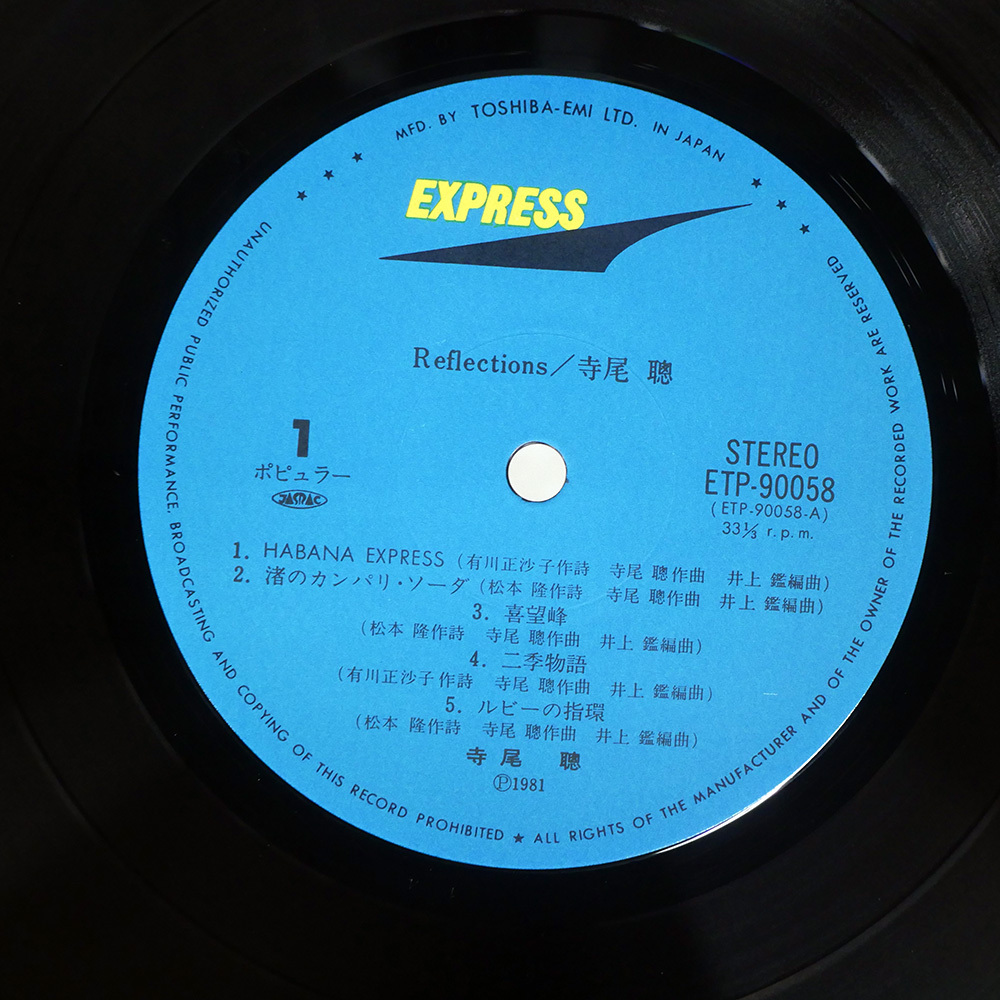 MFD. BY TOSHIBA-EMI LTD. IN JAPAN
★ ★ ★
★ ★ ★
EXPRESS
Reflections/寺尾 聰
1
ポピュラー
JASRAC
STEREO
ETP-90058
(ETP-90058-A)
33⅓ r.p.m.
1. HABANA EXPRESS (有川正沙子作詩 寺尾 聰作曲 井上 鑑編曲)
2. 渚のカンパリ・ソーダ (松本 隆作詩 寺尾 聰作曲 井上 鑑編曲)
3. 喜望峰
(松本 隆作詩 寺尾 聰作曲 井上 鑑編曲)
4. 二季物語
(有川正沙子作詩 寺尾 聰作曲 井上 鑑編曲)
5. ルビーの指環
(松本 隆作詩 寺尾 聰作曲 井上 鑑編曲)
寺尾 聰
Ⓟ1981
UNAUTHORIZED PUBLIC PERFORMANCE, BROADCASTING AND COPYING OF THIS RECORD PROHIBITED ★ ALL RIGHTS OF THE MANUFACTURER AND OF THE OWNER OF THE RECORDED WORK ARE RESERVED